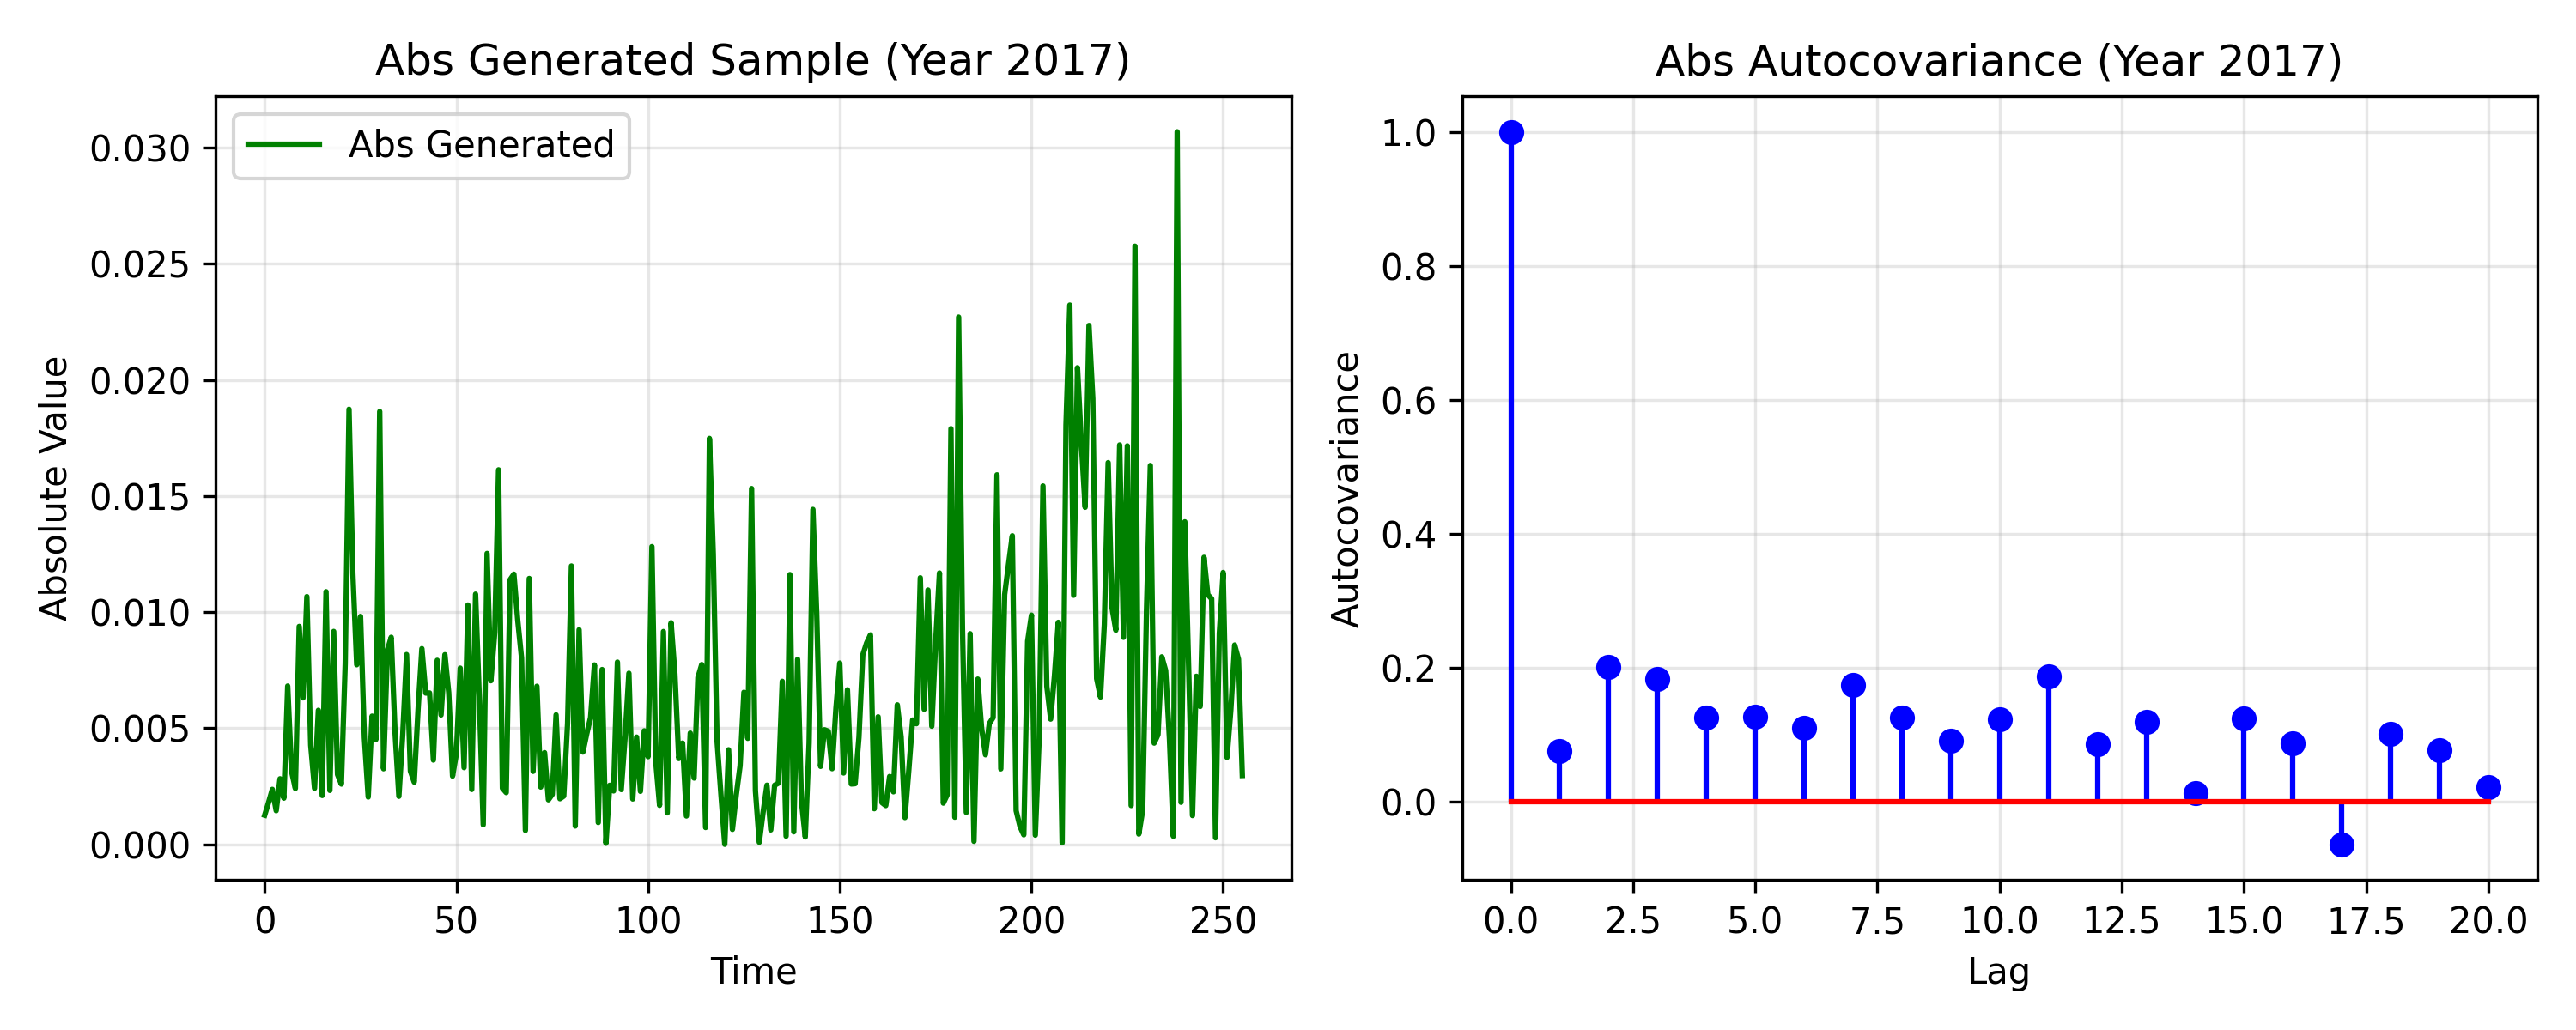 Abs Generated Sample (Year 2017)
Abs Generated
Absolute Value
0.030
0.025
0.020
0.015
0.010
0.005
0.000
0 50 100 150 200 250
Time
Abs Autocovariance (Year 2017)
Autocovariance
1.0
0.8
0.6
0.4
0.2
0.0
0.0 2.5 5.0 7.5 10.0 12.5 15.0 17.5 20.0
Lag